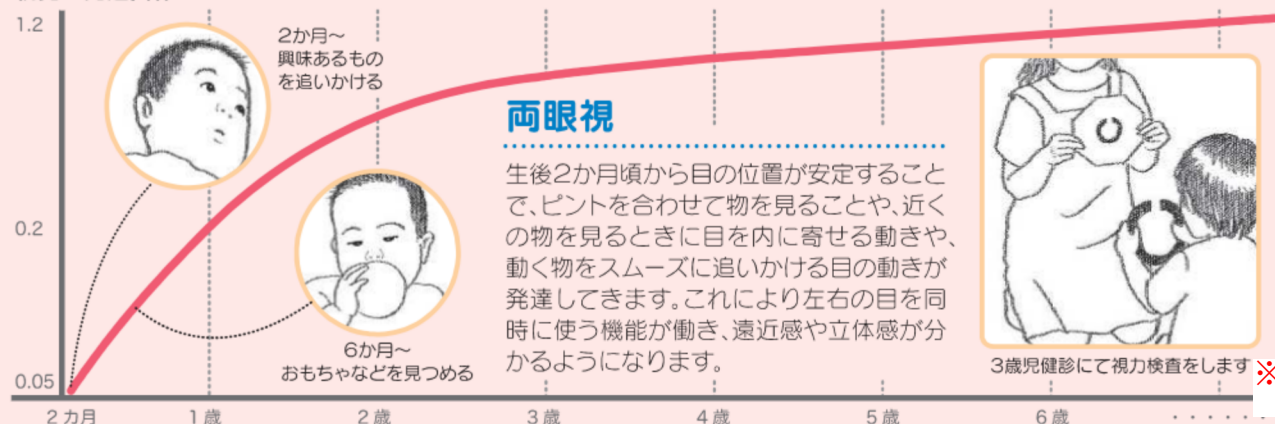 1.2
2か月～
興味あるもの
を追いかける
両眼視
生後2か月頃から目の位置が安定すること
で、ピントを合わせて物を見ることや、近く
の物を見るときに目を内に寄せる動きや、
動く物をスムーズに追いかける目の動きが
発達してきます。これにより左右の目を同
時に使う機能が働き、遠近感や立体感が分
かるようになります。
0.2
6か月～
おもちゃなどを見つめる
3歳児健診にて視力検査をします
※
0.05
2カ月 1歳 2歳 3歳 4歳 5歳 6歳 ・・・・・・